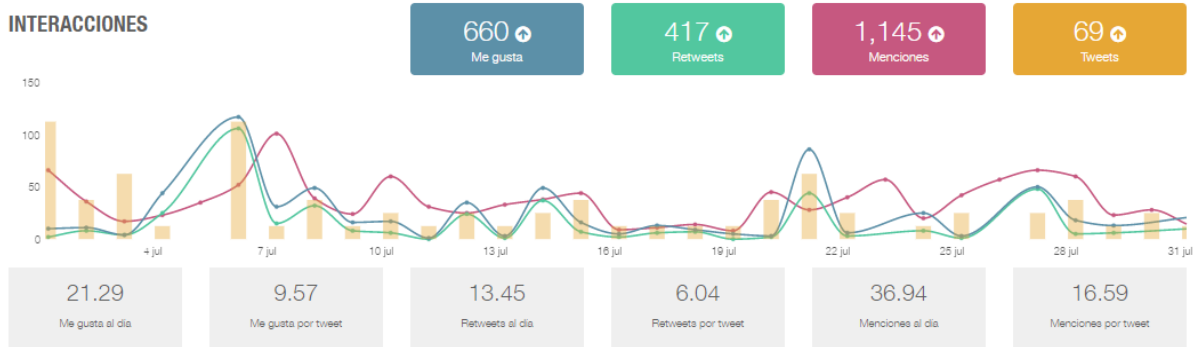 INTERACCIONES
660
Me gusta
417
Retweets
1,145
Menciones
69
Tweets
150
100
50
0
4 jul
7 jul
10 jul
13 jul
16 jul
19 jul
22 jul
25 jul
28 jul
31 jul
21.29
Me gusta al día
9.57
Me gusta por tweet
13.45
Retweets al día
6.04
Retweets por tweet
36.94
Menciones al día
16.59
Menciones por tweet